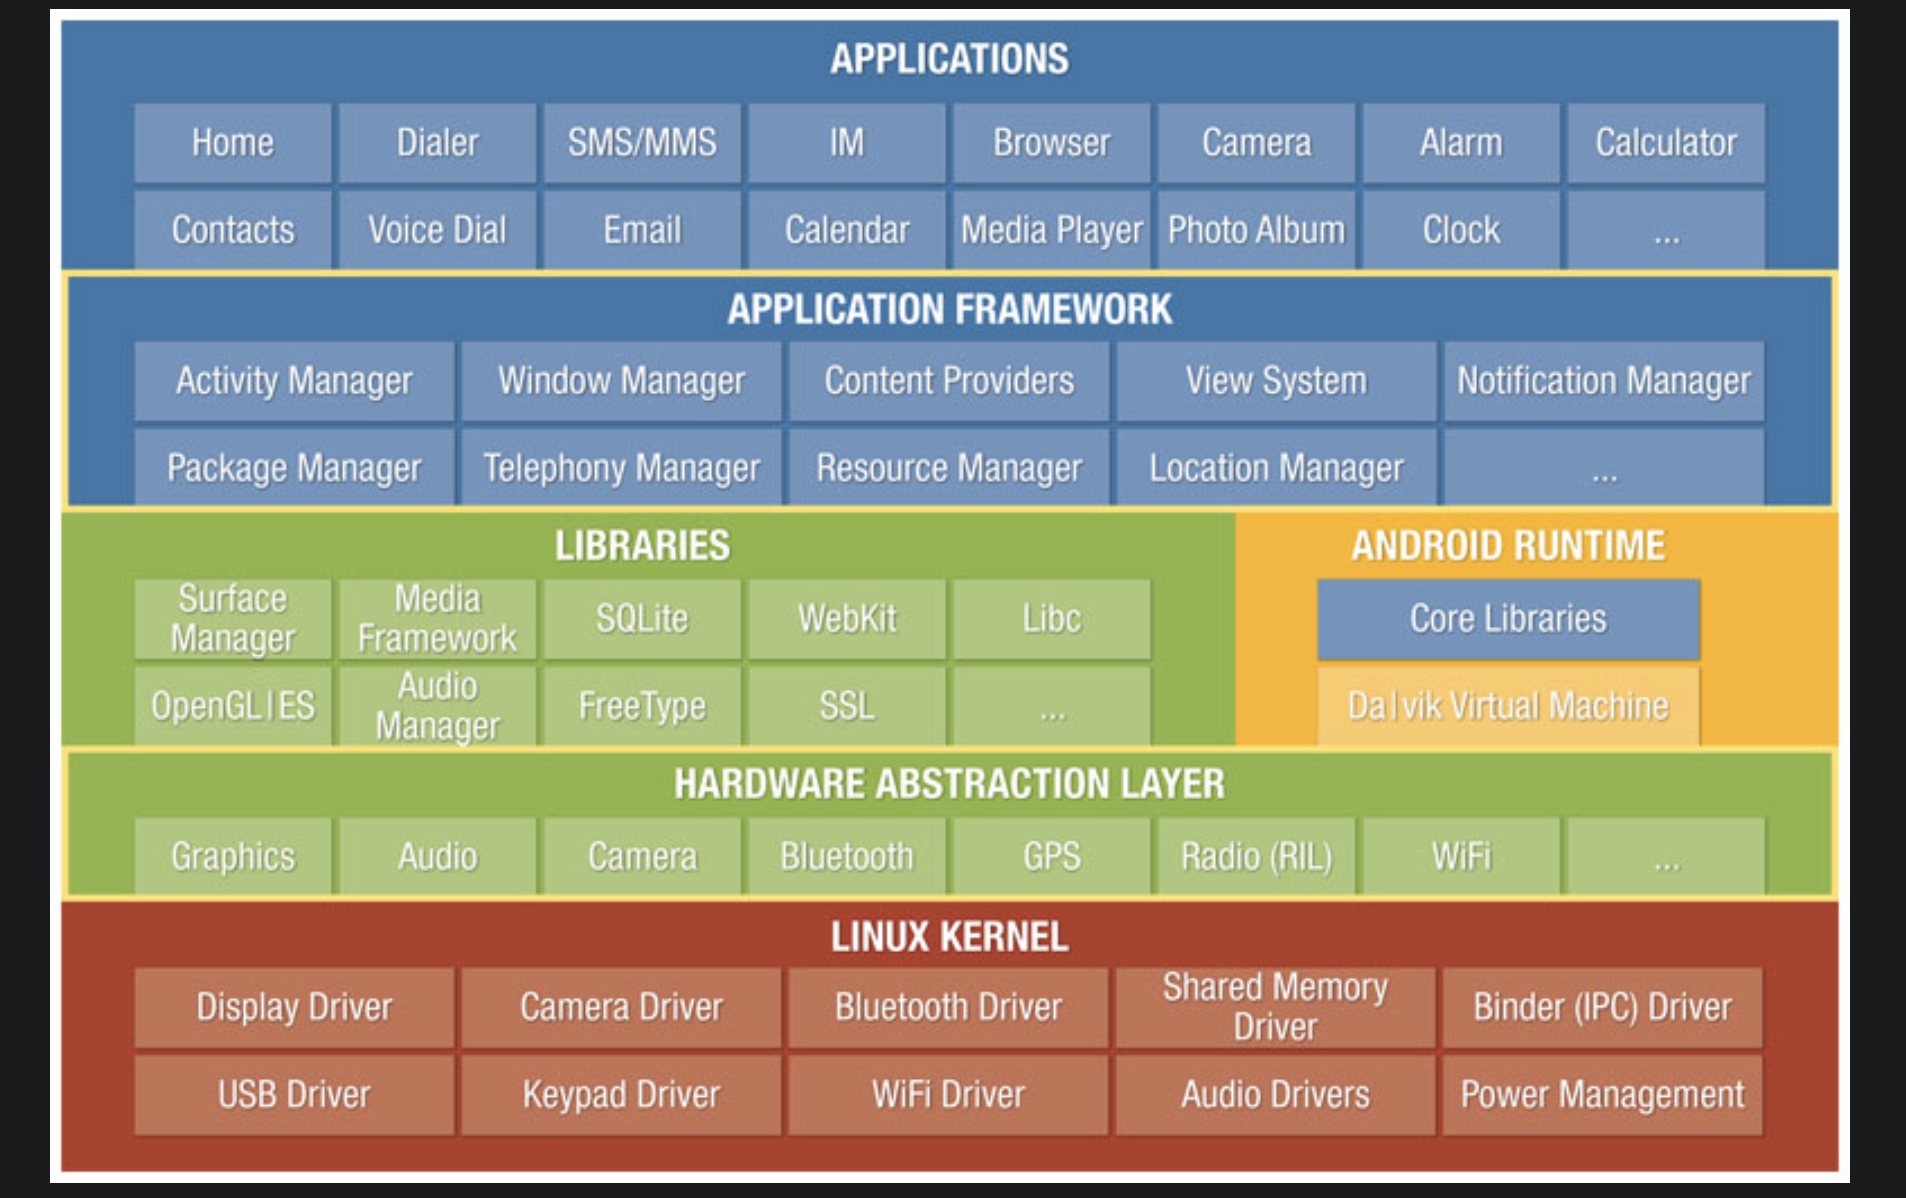 APPLICATIONS
Home Dialer SMS/MMS IM Browser Camera Alarm Calculator
Contacts Voice Dial Email Calendar Media Player Photo Album Clock ...
APPLICATION FRAMEWORK
Activity Manager Window Manager Content Providers View System Notification Manager
Package Manager Telephony Manager Resource Manager Location Manager ...
LIBRARIES
Surface
Manager
Media
Framework
SQLite
WebKit
Libc
OpenGL|ES
Audio
Manager
FreeType
SSL
...
ANDROID RUNTIME
Core Libraries
Da|vik Virtual Machine
HARDWARE ABSTRACTION LAYER
Graphics Audio Camera Bluetooth GPS Radio (RIL) WiFi ...
LINUX KERNEL
Display Driver
Camera Driver
Bluetooth Driver
Shared Memory
Driver
Binder (IPC) Driver
USB Driver Keypad Driver WiFi Driver Audio Drivers Power Management